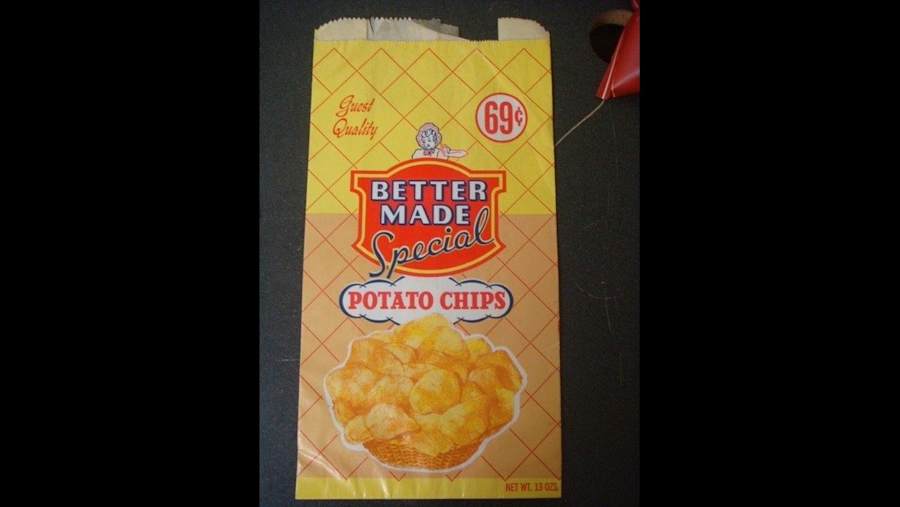 Guest
Quality
69¢
BETTER
MADE
Special
POTATO CHIPS
NET WT. 13 OZS.